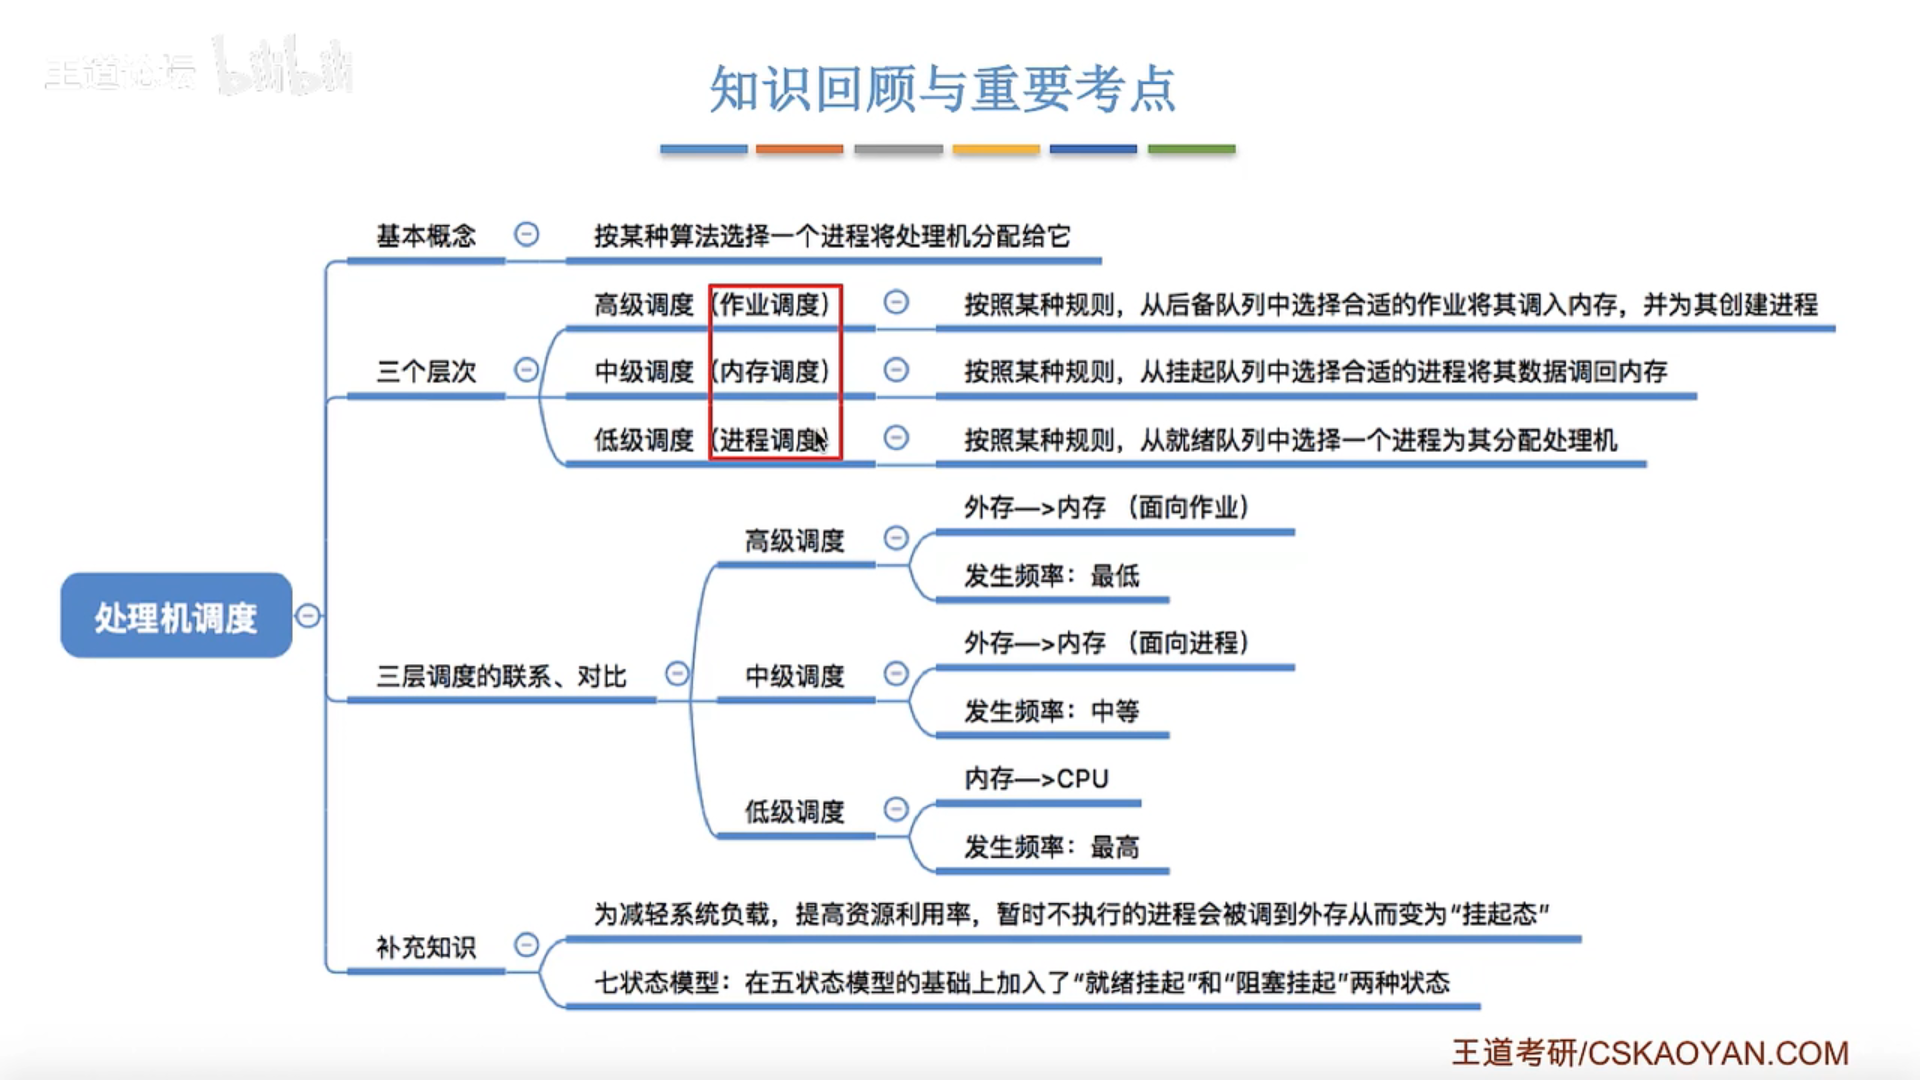 王道论坛 bilibili
知识回顾与重要考点
基本概念
按某种算法选择一个进程将处理机分配给它
三个层次
高级调度（作业调度）
按照某种规则，从后备队列中选择合适的作业将其调入内存，并为其创建进程
中级调度（内存调度）
按照某种规则，从挂起队列中选择合适的进程将其数据调回内存
低级调度（进程调度）
按照某种规则，从就绪队列中选择一个进程为其分配处理机
处理机调度
三层调度的联系、对比
高级调度
外存—>内存 （面向作业）
发生频率：最低
中级调度
外存—>内存 （面向进程）
发生频率：中等
低级调度
内存—>CPU
发生频率：最高
补充知识
为减轻系统负载，提高资源利用率，暂时不执行的进程会被调到外存从而变为“挂起态”
七状态模型：在五状态模型的基础上加入了“就绪挂起”和“阻塞挂起”两种状态
王道考研/CSKAOYAN.COM